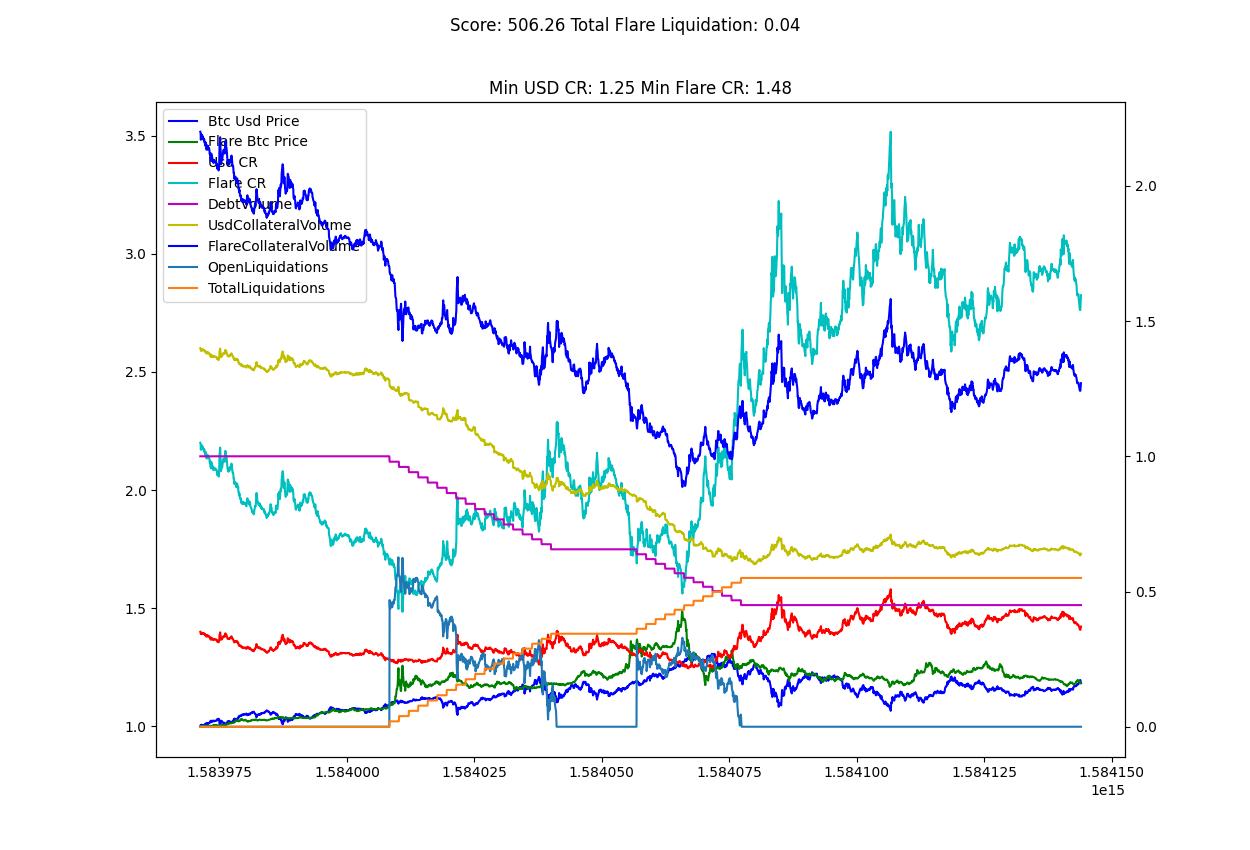 Score: 506.26 Total Flare Liquidation: 0.04
Min USD CR: 1.25 Min Flare CR: 1.48
Btc Usd Price
Flare Btc Price
Usd CR
Flare CR
DebtVolume
UsdCollateralVolume
FlareCollateralVolume
OpenLiquidations
TotalLiquidations
3.5
3.0
2.5
2.0
1.5
1.0
2.0
1.5
1.0
0.5
0.0
1.583975
1.584000
1.584025
1.584050
1.584075
1.584100
1.584125
1.584150
1e15